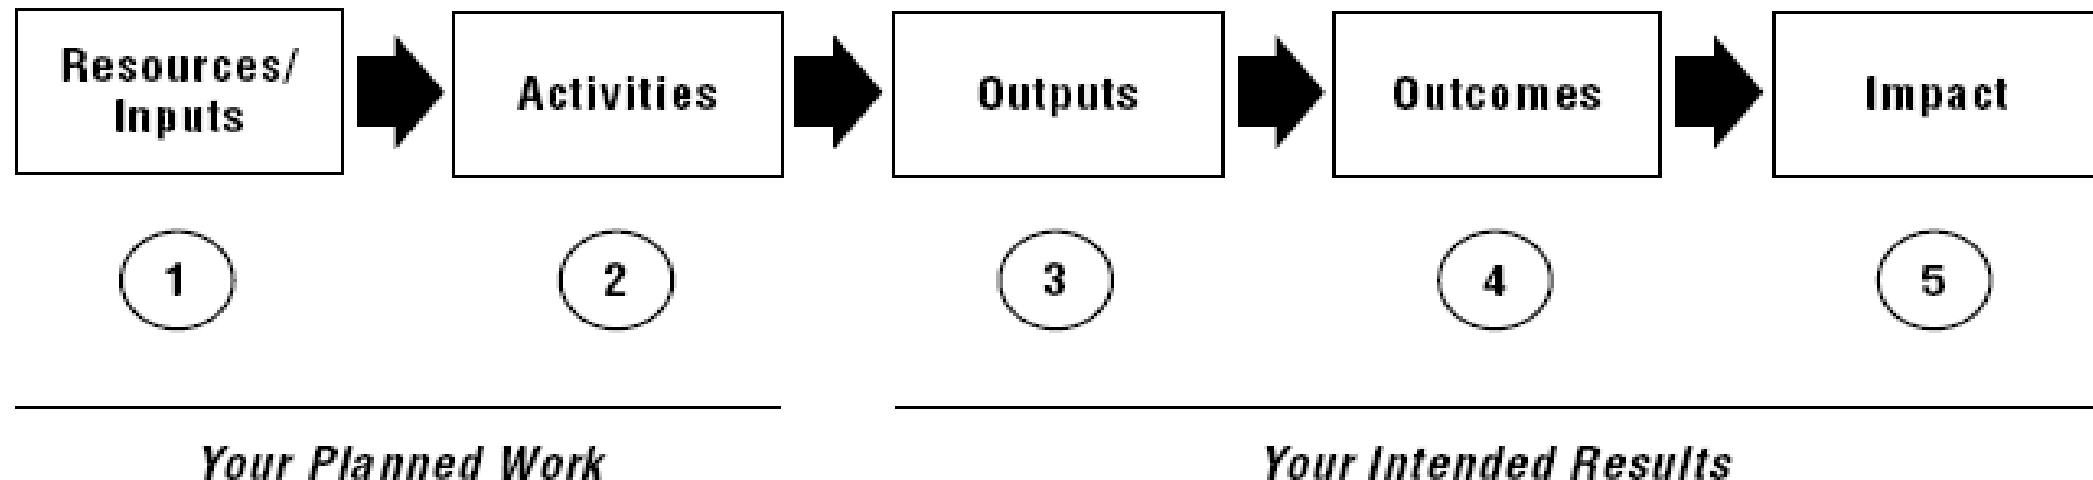 Resources/
Inputs
Activities
Outputs
Outcomes
Impact
1
2
3
4
5
Your Planned Work
Your Intended Results